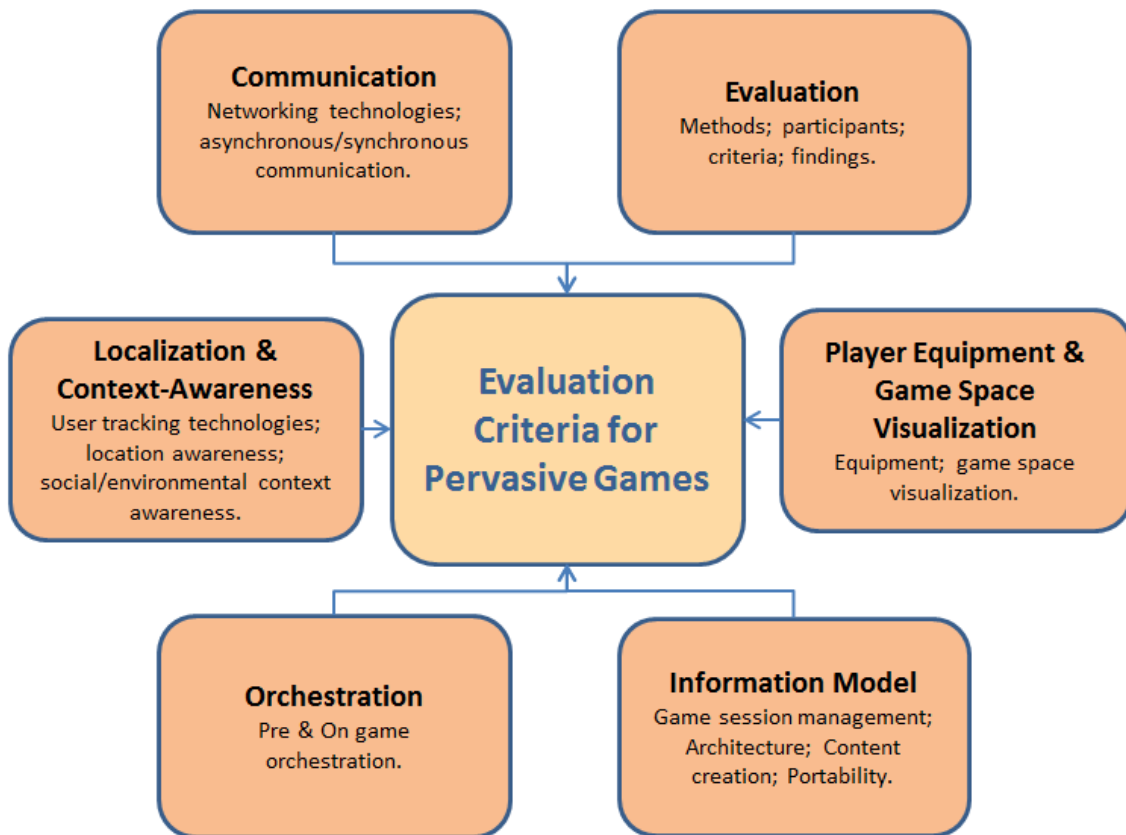 Communication
Networking technologies;
asynchronous/synchronous
communication.
Evaluation
Methods; participants;
criteria; findings.
Localization &
Context-Awareness
User tracking technologies;
location awareness;
social/environmental context
awareness.
Evaluation
Criteria for
Pervasive Games
Player Equipment &
Game Space
Visualization
Equipment; game space
visualization.
Orchestration
Pre & On game
orchestration.
Information Model
Game session management;
Architecture; Content
creation; Portability.